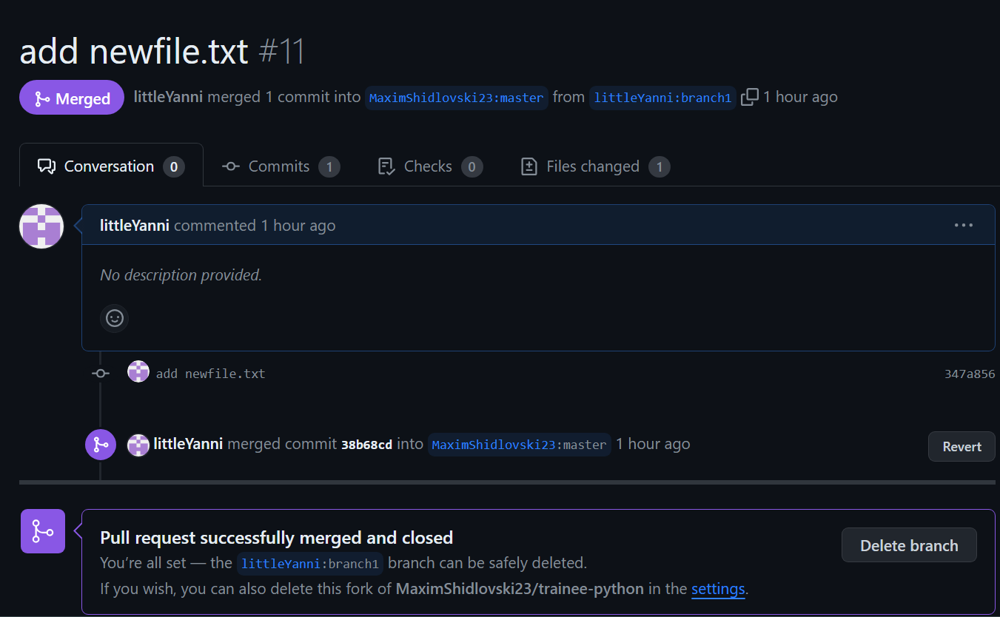 add newfile.txt #11
Merged littleYanni merged 1 commit into MaximShidlovski23:master from littleYanni:branch1 1 hour ago
Conversation 0 Commits 1 Checks 0 Files changed 1
littleYanni commented 1 hour ago
No description provided.
add newfile.txt 347a856
littleYanni merged commit 38b68cd into MaximShidlovski23:master 1 hour ago Revert
Pull request successfully merged and closed
You’re all set — the littleYanni:branch1 branch can be safely deleted.
Delete branch
If you wish, you can also delete this fork of MaximShidlovski23/trainee-python in the settings.